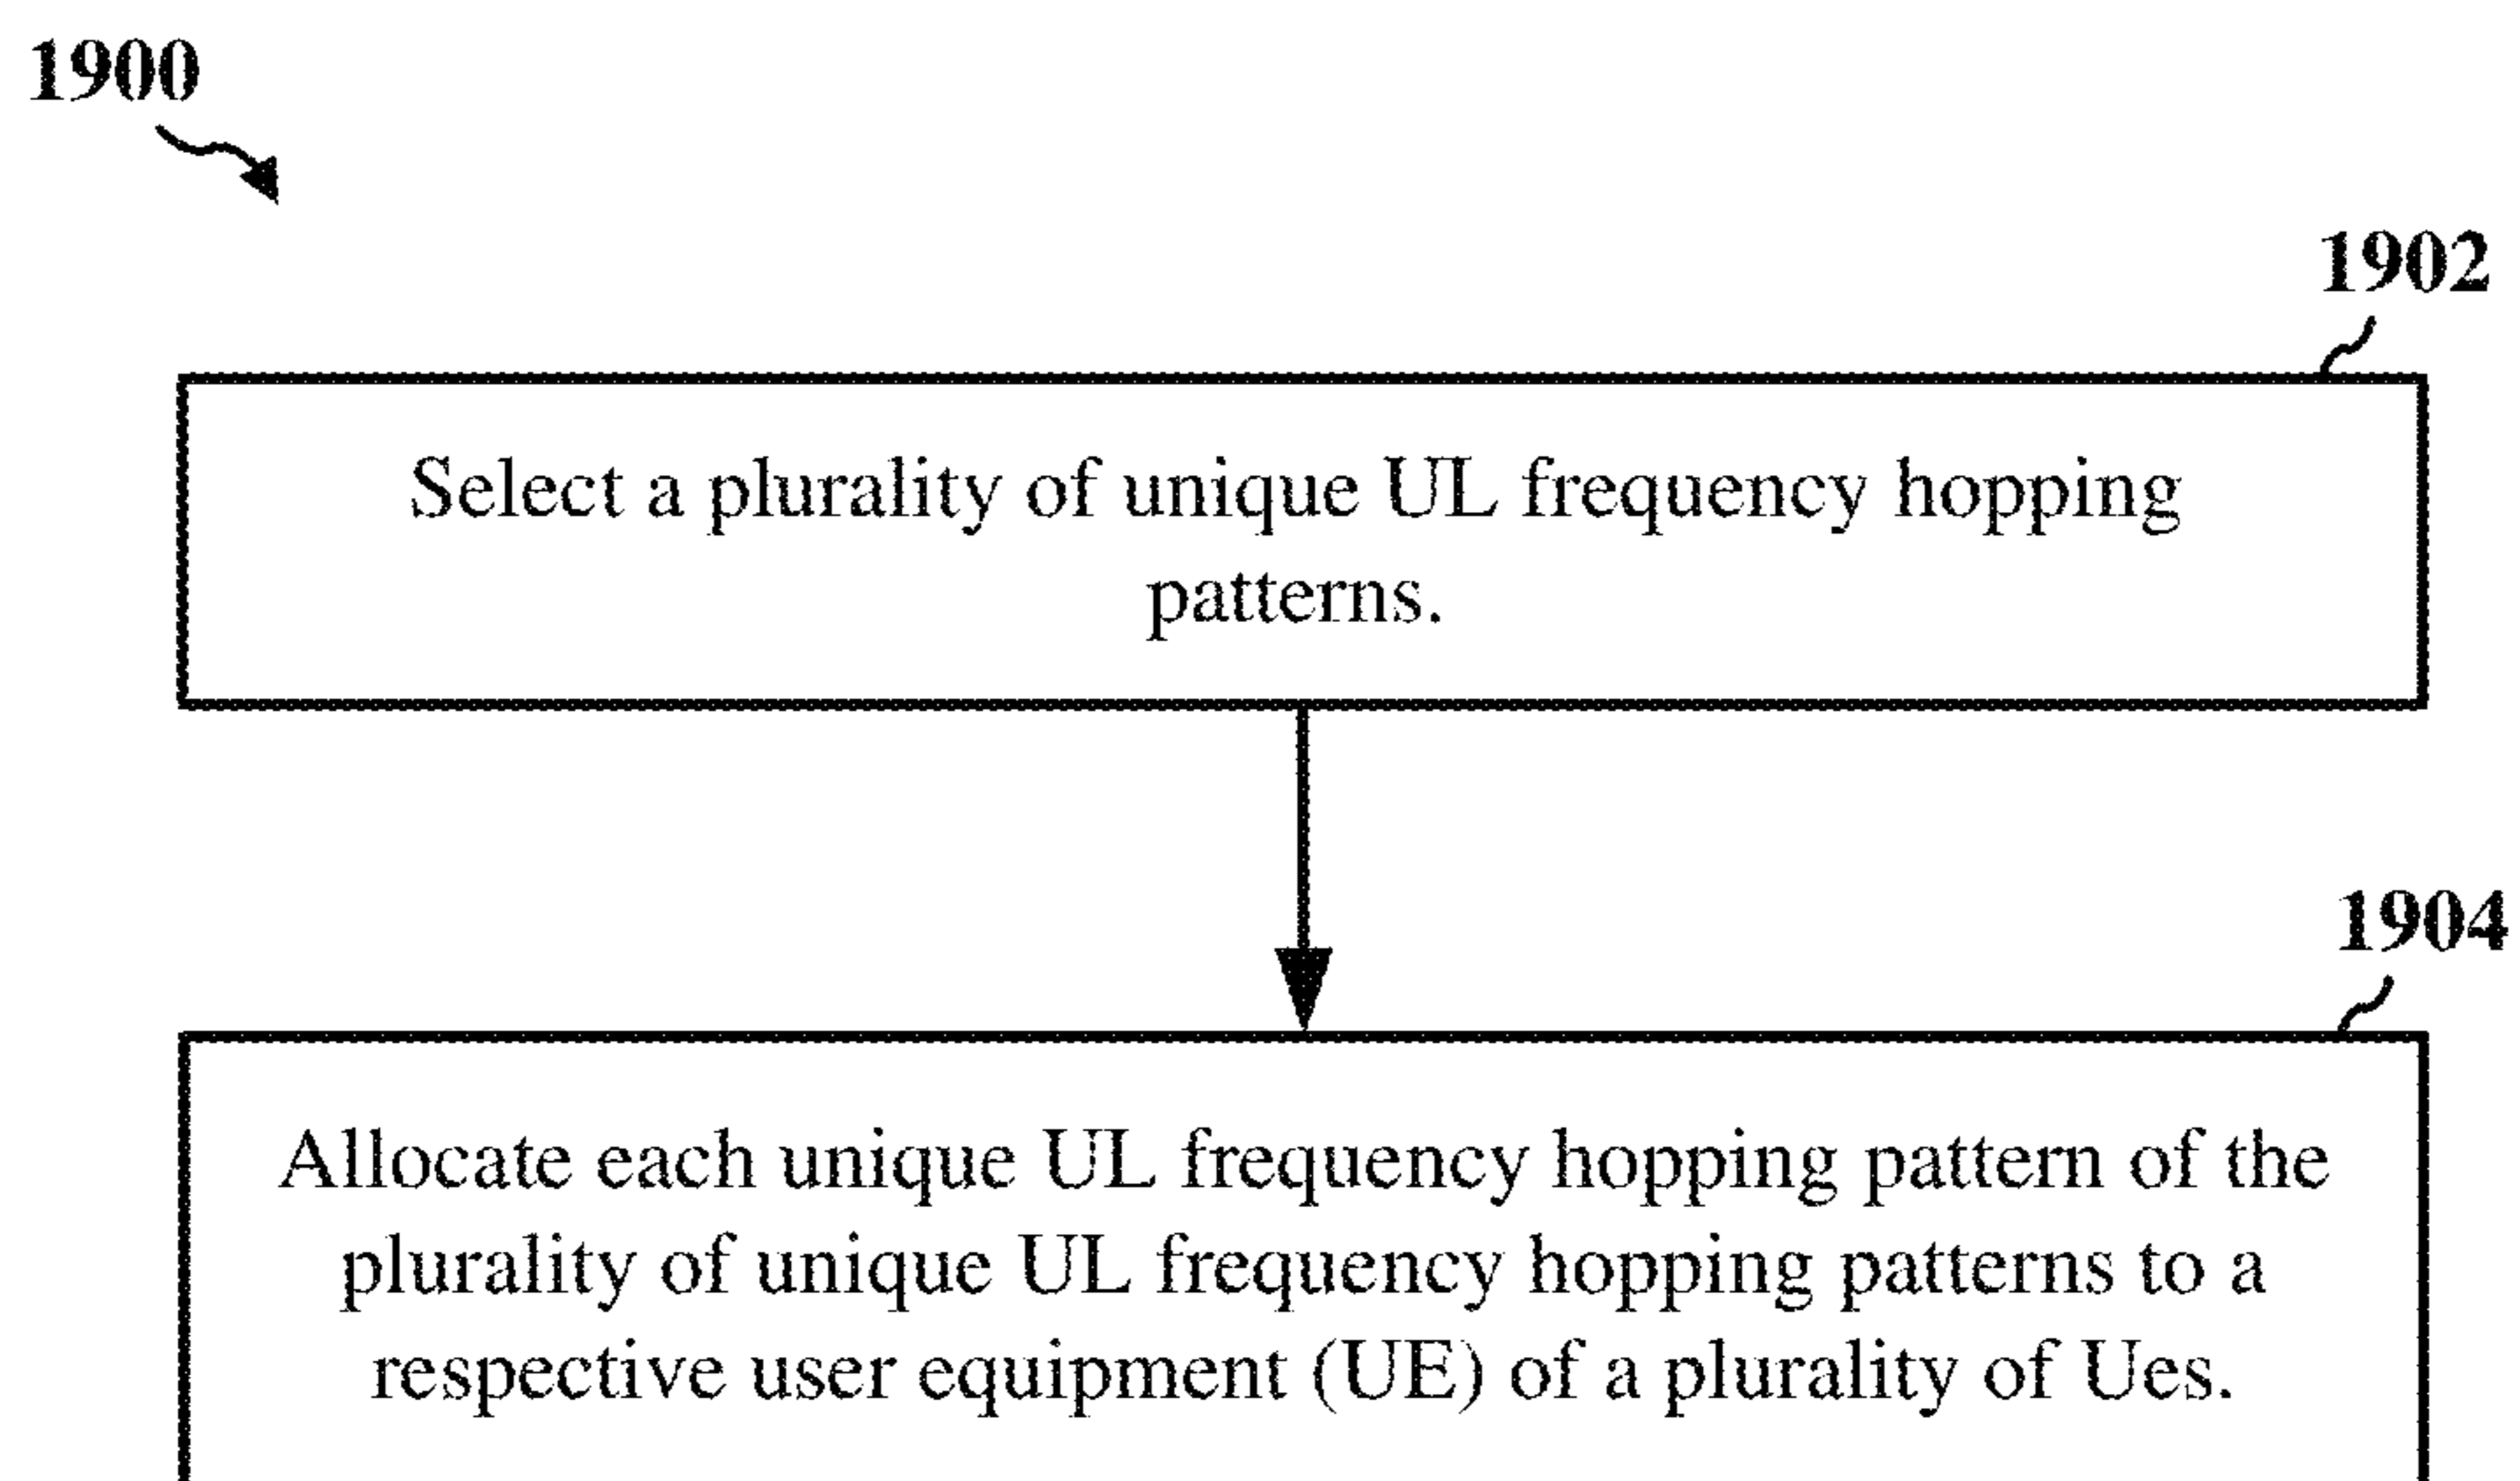 1900
1902
Select a plurality of unique UL frequency hopping
patterns.
1904
Allocate each unique UL frequency hopping pattern of the
plurality of unique UL frequency hopping patterns to a
respective user equipment (UE) of a plurality of Ues.